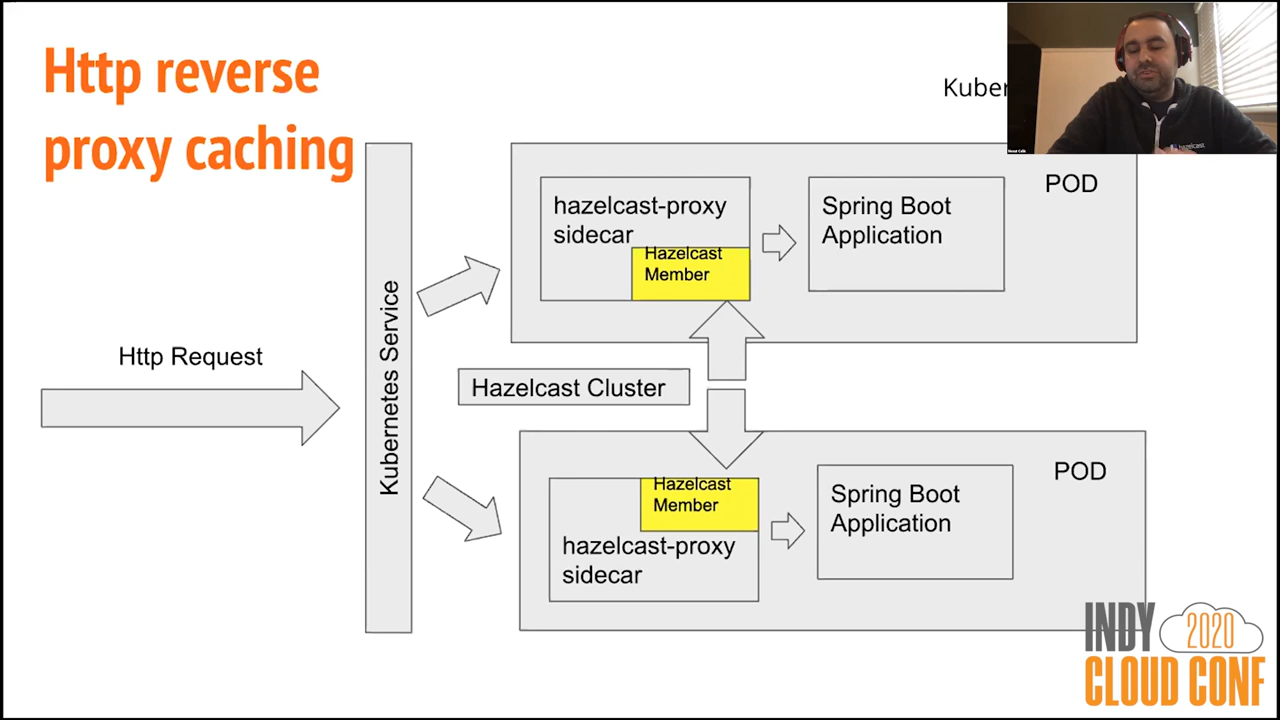 Http reverse
proxy caching
Kuber
POD
hazelcast-proxy
sidecar
Hazelcast
Member
Spring Boot
Application
Http Request
Kubernetes Service
Hazelcast Cluster
POD
Hazelcast
Member
hazelcast-proxy
sidecar
Spring Boot
Application
hazelcast
INDY
2020
CLOUD CONF